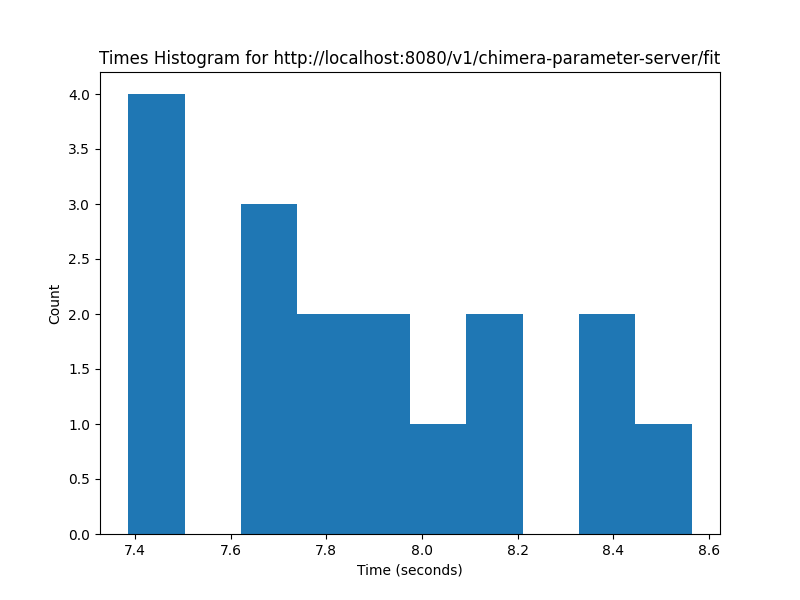 Times Histogram for http://localhost:8080/v1/chimera-parameter-server/fit
4.0
3.5
3.0
2.5
2.0
1.5
1.0
0.5
0.0
Count
7.4 7.6 7.8 8.0 8.2 8.4 8.6
Time (seconds)